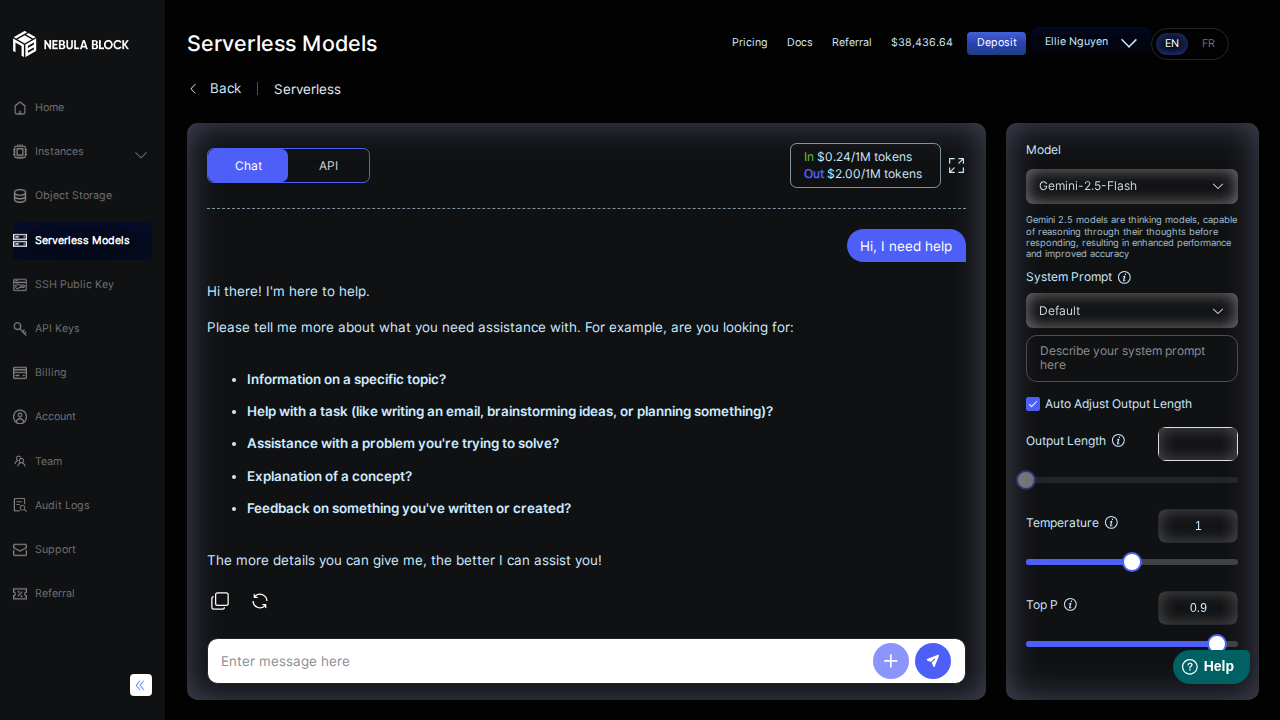 NEBULA BLOCK
Home
Instances
Object Storage
Serverless Models
SSH Public Key
API Keys
Billing
Account
Team
Audit Logs
Support
Referral
Serverless Models
Pricing
Docs
Referral
$38,436.64
Deposit
Ellie Nguyen
EN
FR
Back
Serverless
Chat
API
In $0.24/1M tokens
Out $2.00/1M tokens
Hi, I need help
Hi there! I'm here to help.
Please tell me more about what you need assistance with. For example, are you looking for:
• Information on a specific topic?
• Help with a task (like writing an email, brainstorming ideas, or planning something)?
• Assistance with a problem you're trying to solve?
• Explanation of a concept?
• Feedback on something you've written or created?
The more details you can give me, the better I can assist you!
Enter message here
Model
Gemini-2.5-Flash
Gemini 2.5 models are thinking models, capable
of reasoning through their thoughts before
responding, resulting in enhanced performance
and improved accuracy
System Prompt
Default
Describe your system prompt
here
Auto Adjust Output Length
Output Length
Temperature
1
Top P
0.9
Help